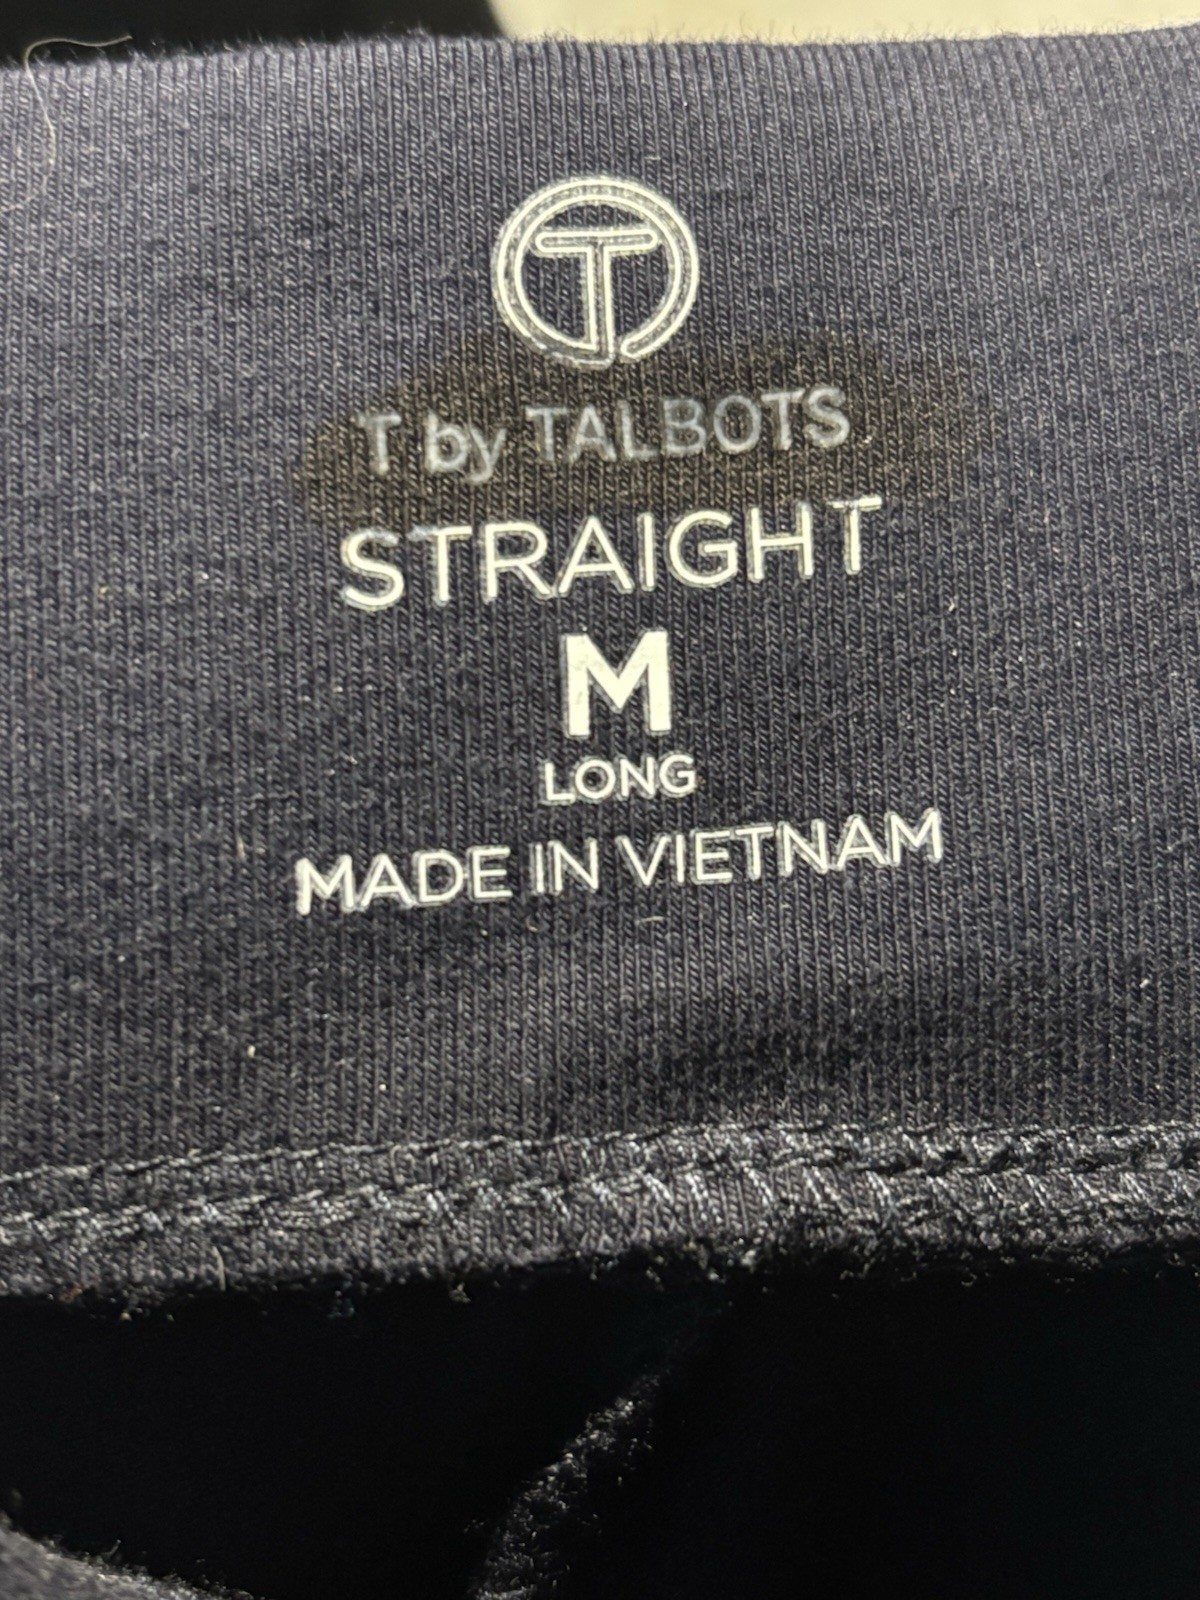 T
T by TALBOTS
STRAIGHT
M
LONG
MADE IN VIETNAM